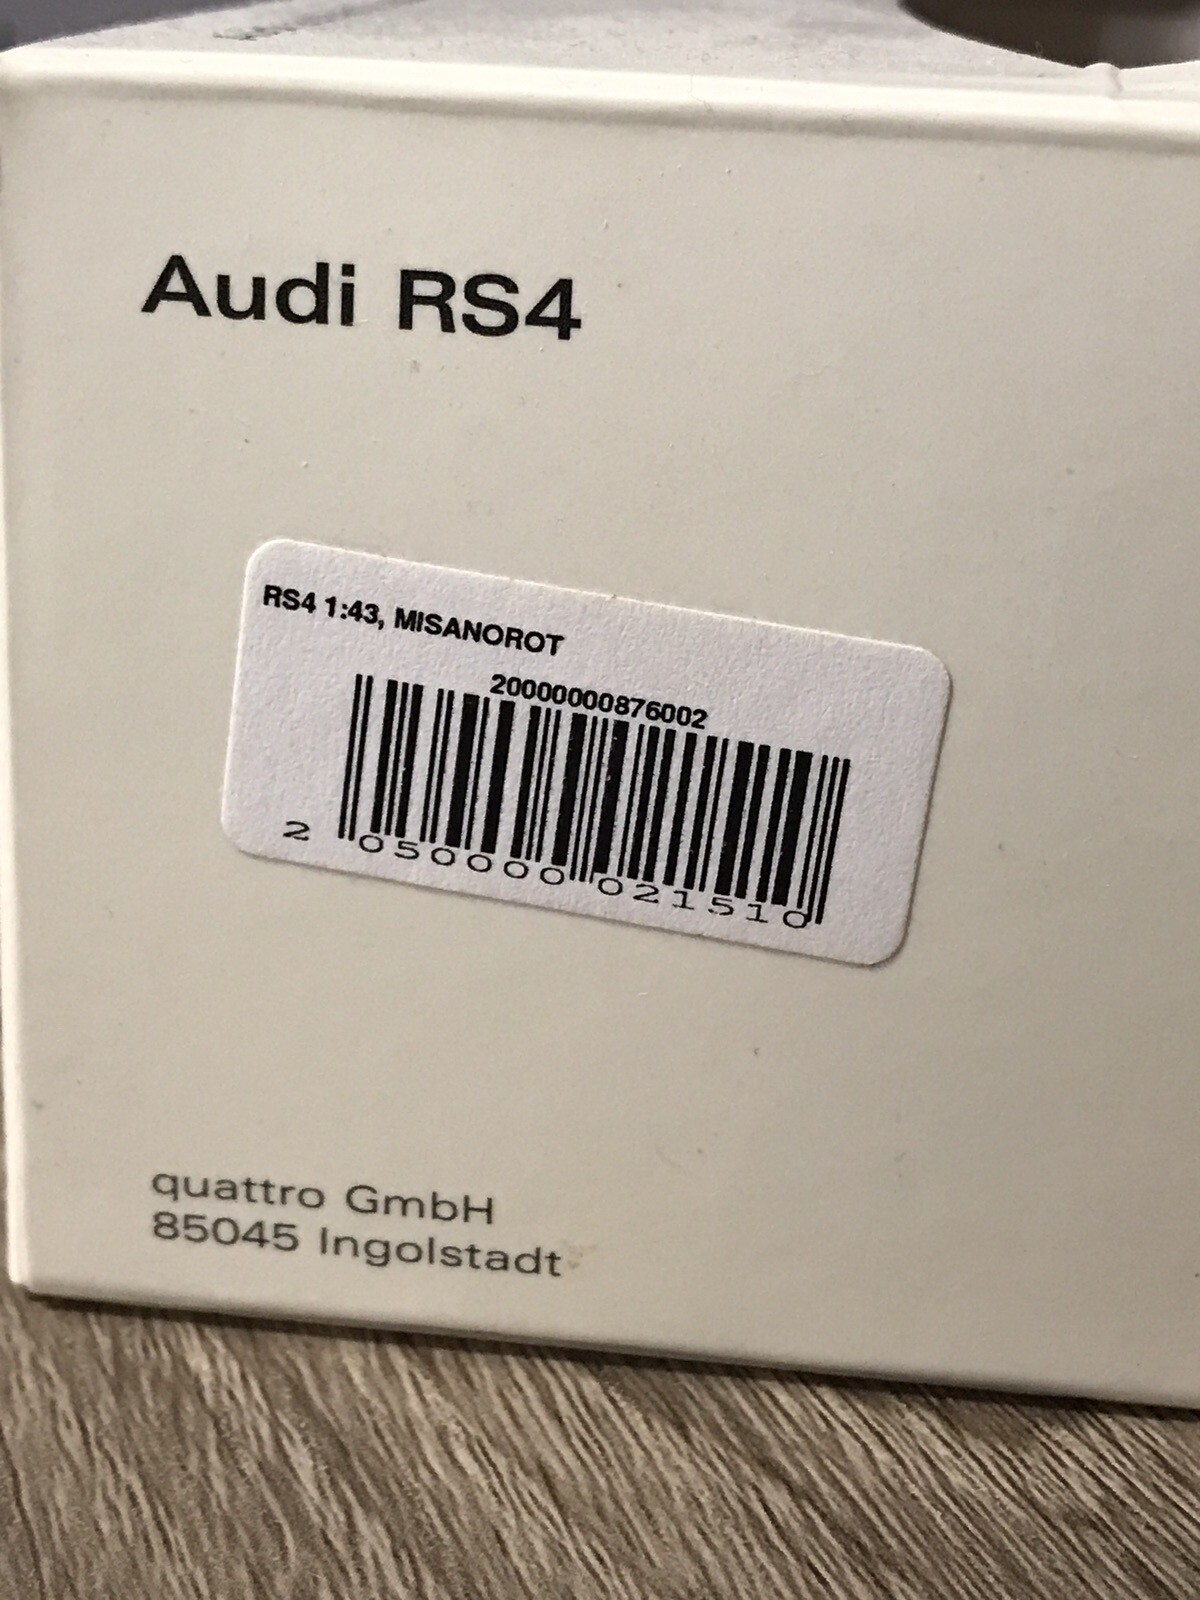 Audi RS4
RS4 1:43, MISANOROT
20000000876002
2 050000 021510
quattro GmbH
85045 Ingolstadt